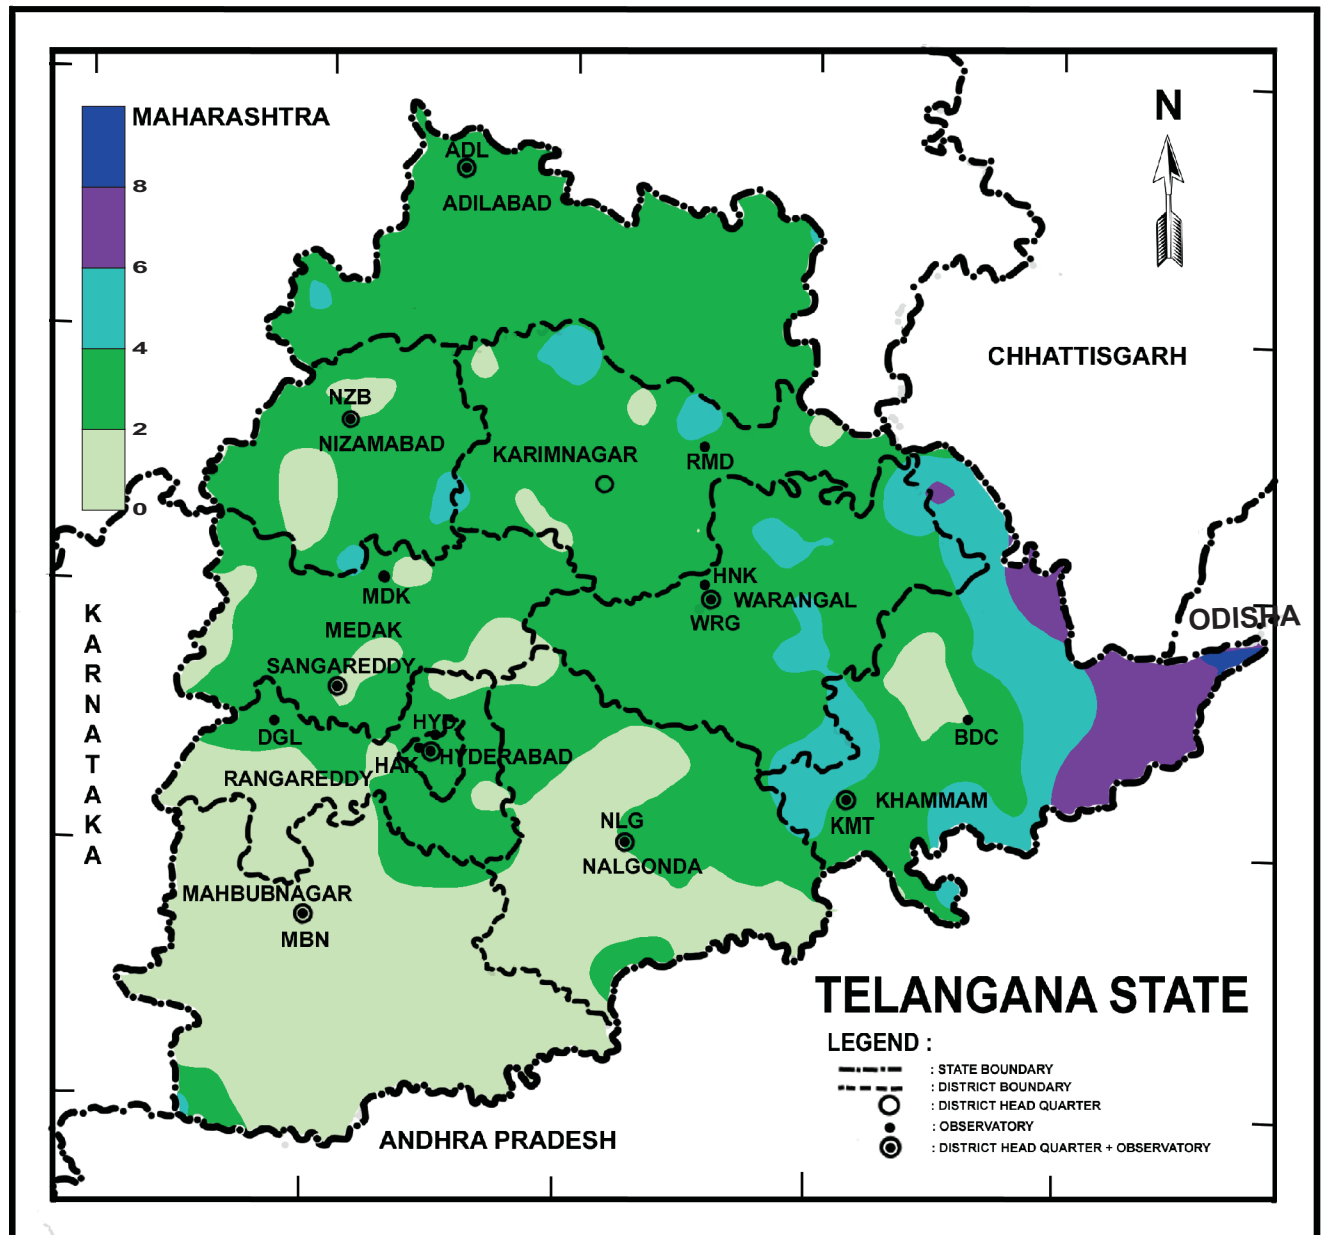 MAHARASHTRA
N
8
6
4
2
0
ADL
ADILABAD
CHHATTISGARH
NZB
NIZAMABAD
KARIMNAGAR
RMD
HNK
WARANGAL
WRG
MDK
MEDAK
SANGAREDDY
ODISHA
KARNATAKA
DGL
HYD
HAK
HYDERABAD
RANGAREDDY
BDC
KHAMMAM
KMT
NLG
NALGONDA
MAHBUBNAGAR
MBN
TELANGANA STATE
LEGEND :
: STATE BOUNDARY
: DISTRICT BOUNDARY
: DISTRICT HEAD QUARTER
: OBSERVATORY
: DISTRICT HEAD QUARTER + OBSERVATORY
ANDHRA PRADESH